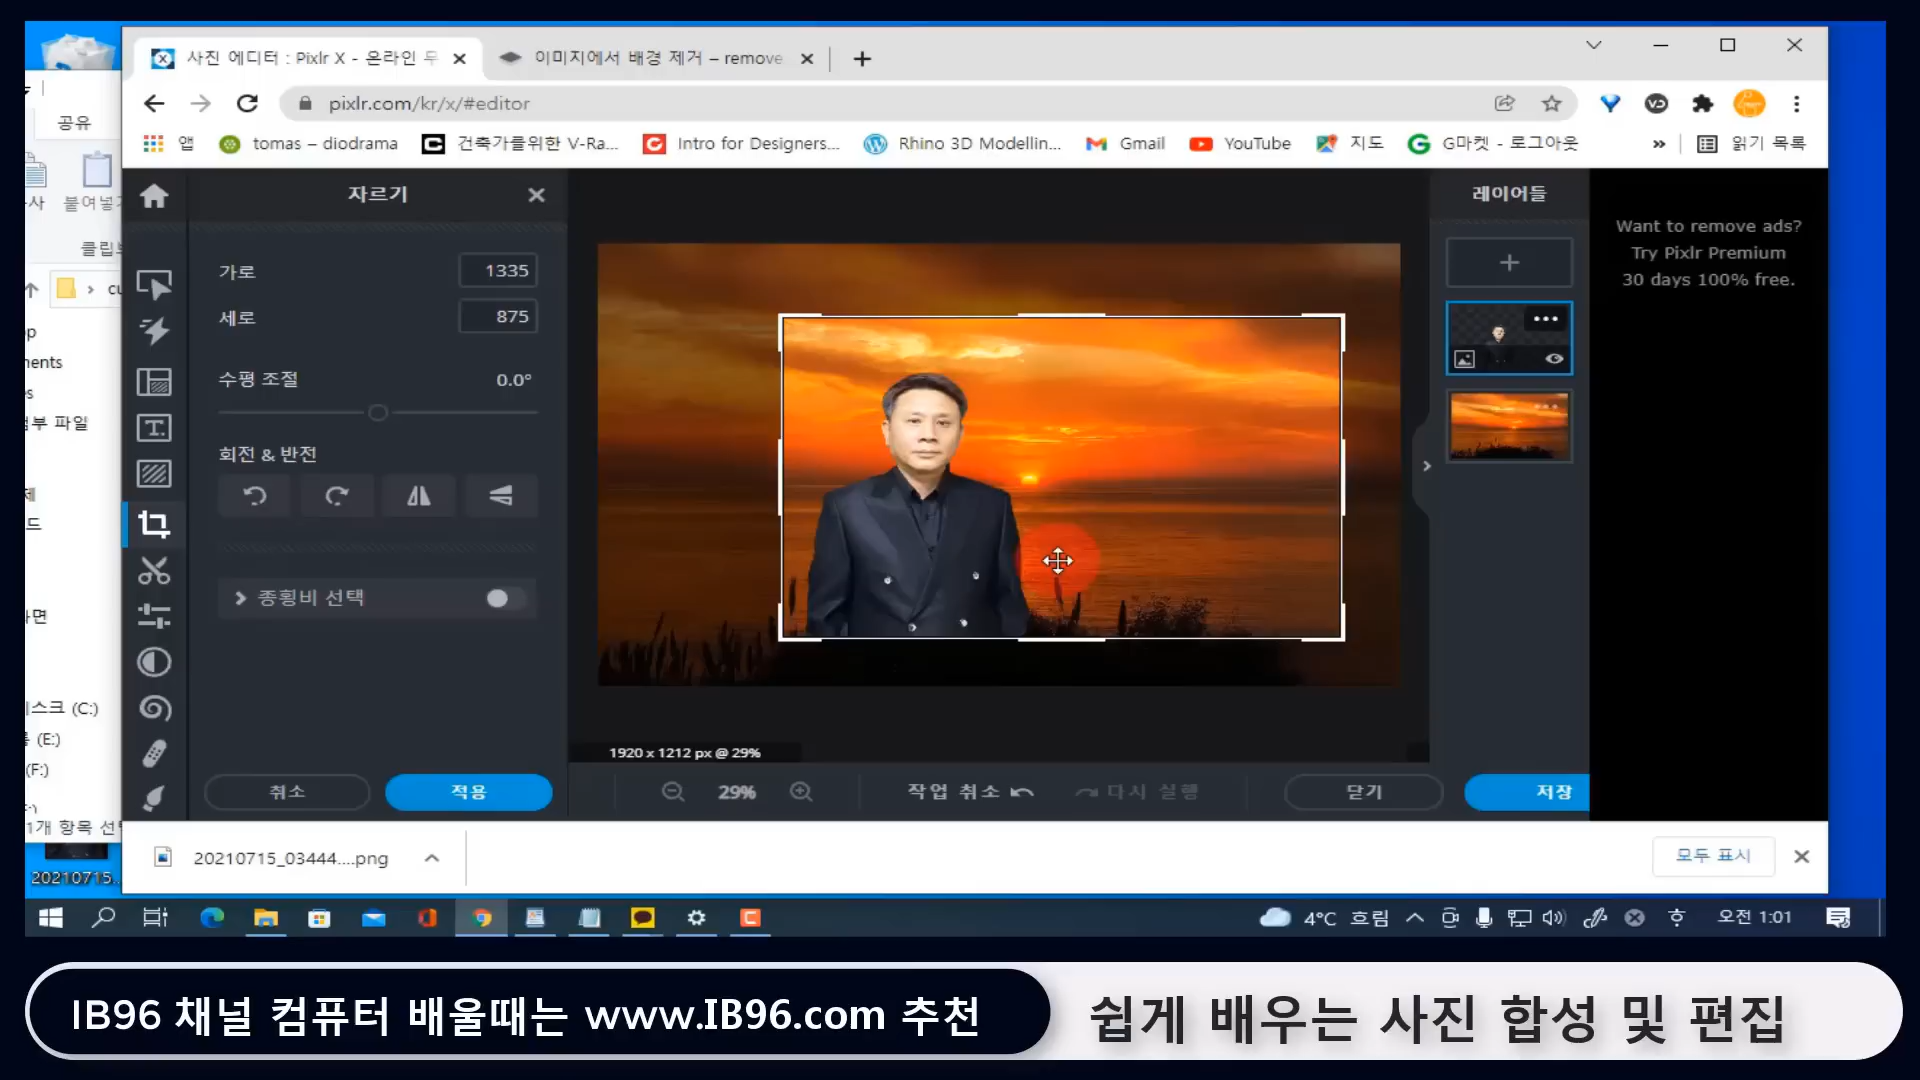 사진 에디터 : Pixlr X - 온라인 무
이미지에서 배경 제거 – remove
pixlr.com/kr/x/#editor
앱
tomas – diodrama
건축가를위한 V-Ra...
Intro for Designers...
Rhino 3D Modellin...
Gmail
YouTube
지도
G마켓 - 로그아웃
»
읽기 목록
공유
붙여넣
클립보
cu
부 파일
스크 (C:)
(E:)
(F:)
1개 항목 선
20210715...
자르기
가로
1335
세로
875
수평 조절
0.0°
회전 & 반전
종횡비 선택
취소
적용
1920 x 1212 px @ 29%
29%
작업 취소
다시 실행
닫기
저장
레이어들
Want to remove ads?
Try Pixlr Premium
30 days 100% free.
20210715_03444....png
모두 표시
4°C 흐림
오전 1:01
IB96 채널 컴퓨터 배울때는 www.IB96.com 추천
쉽게 배우는 사진 합성 및 편집